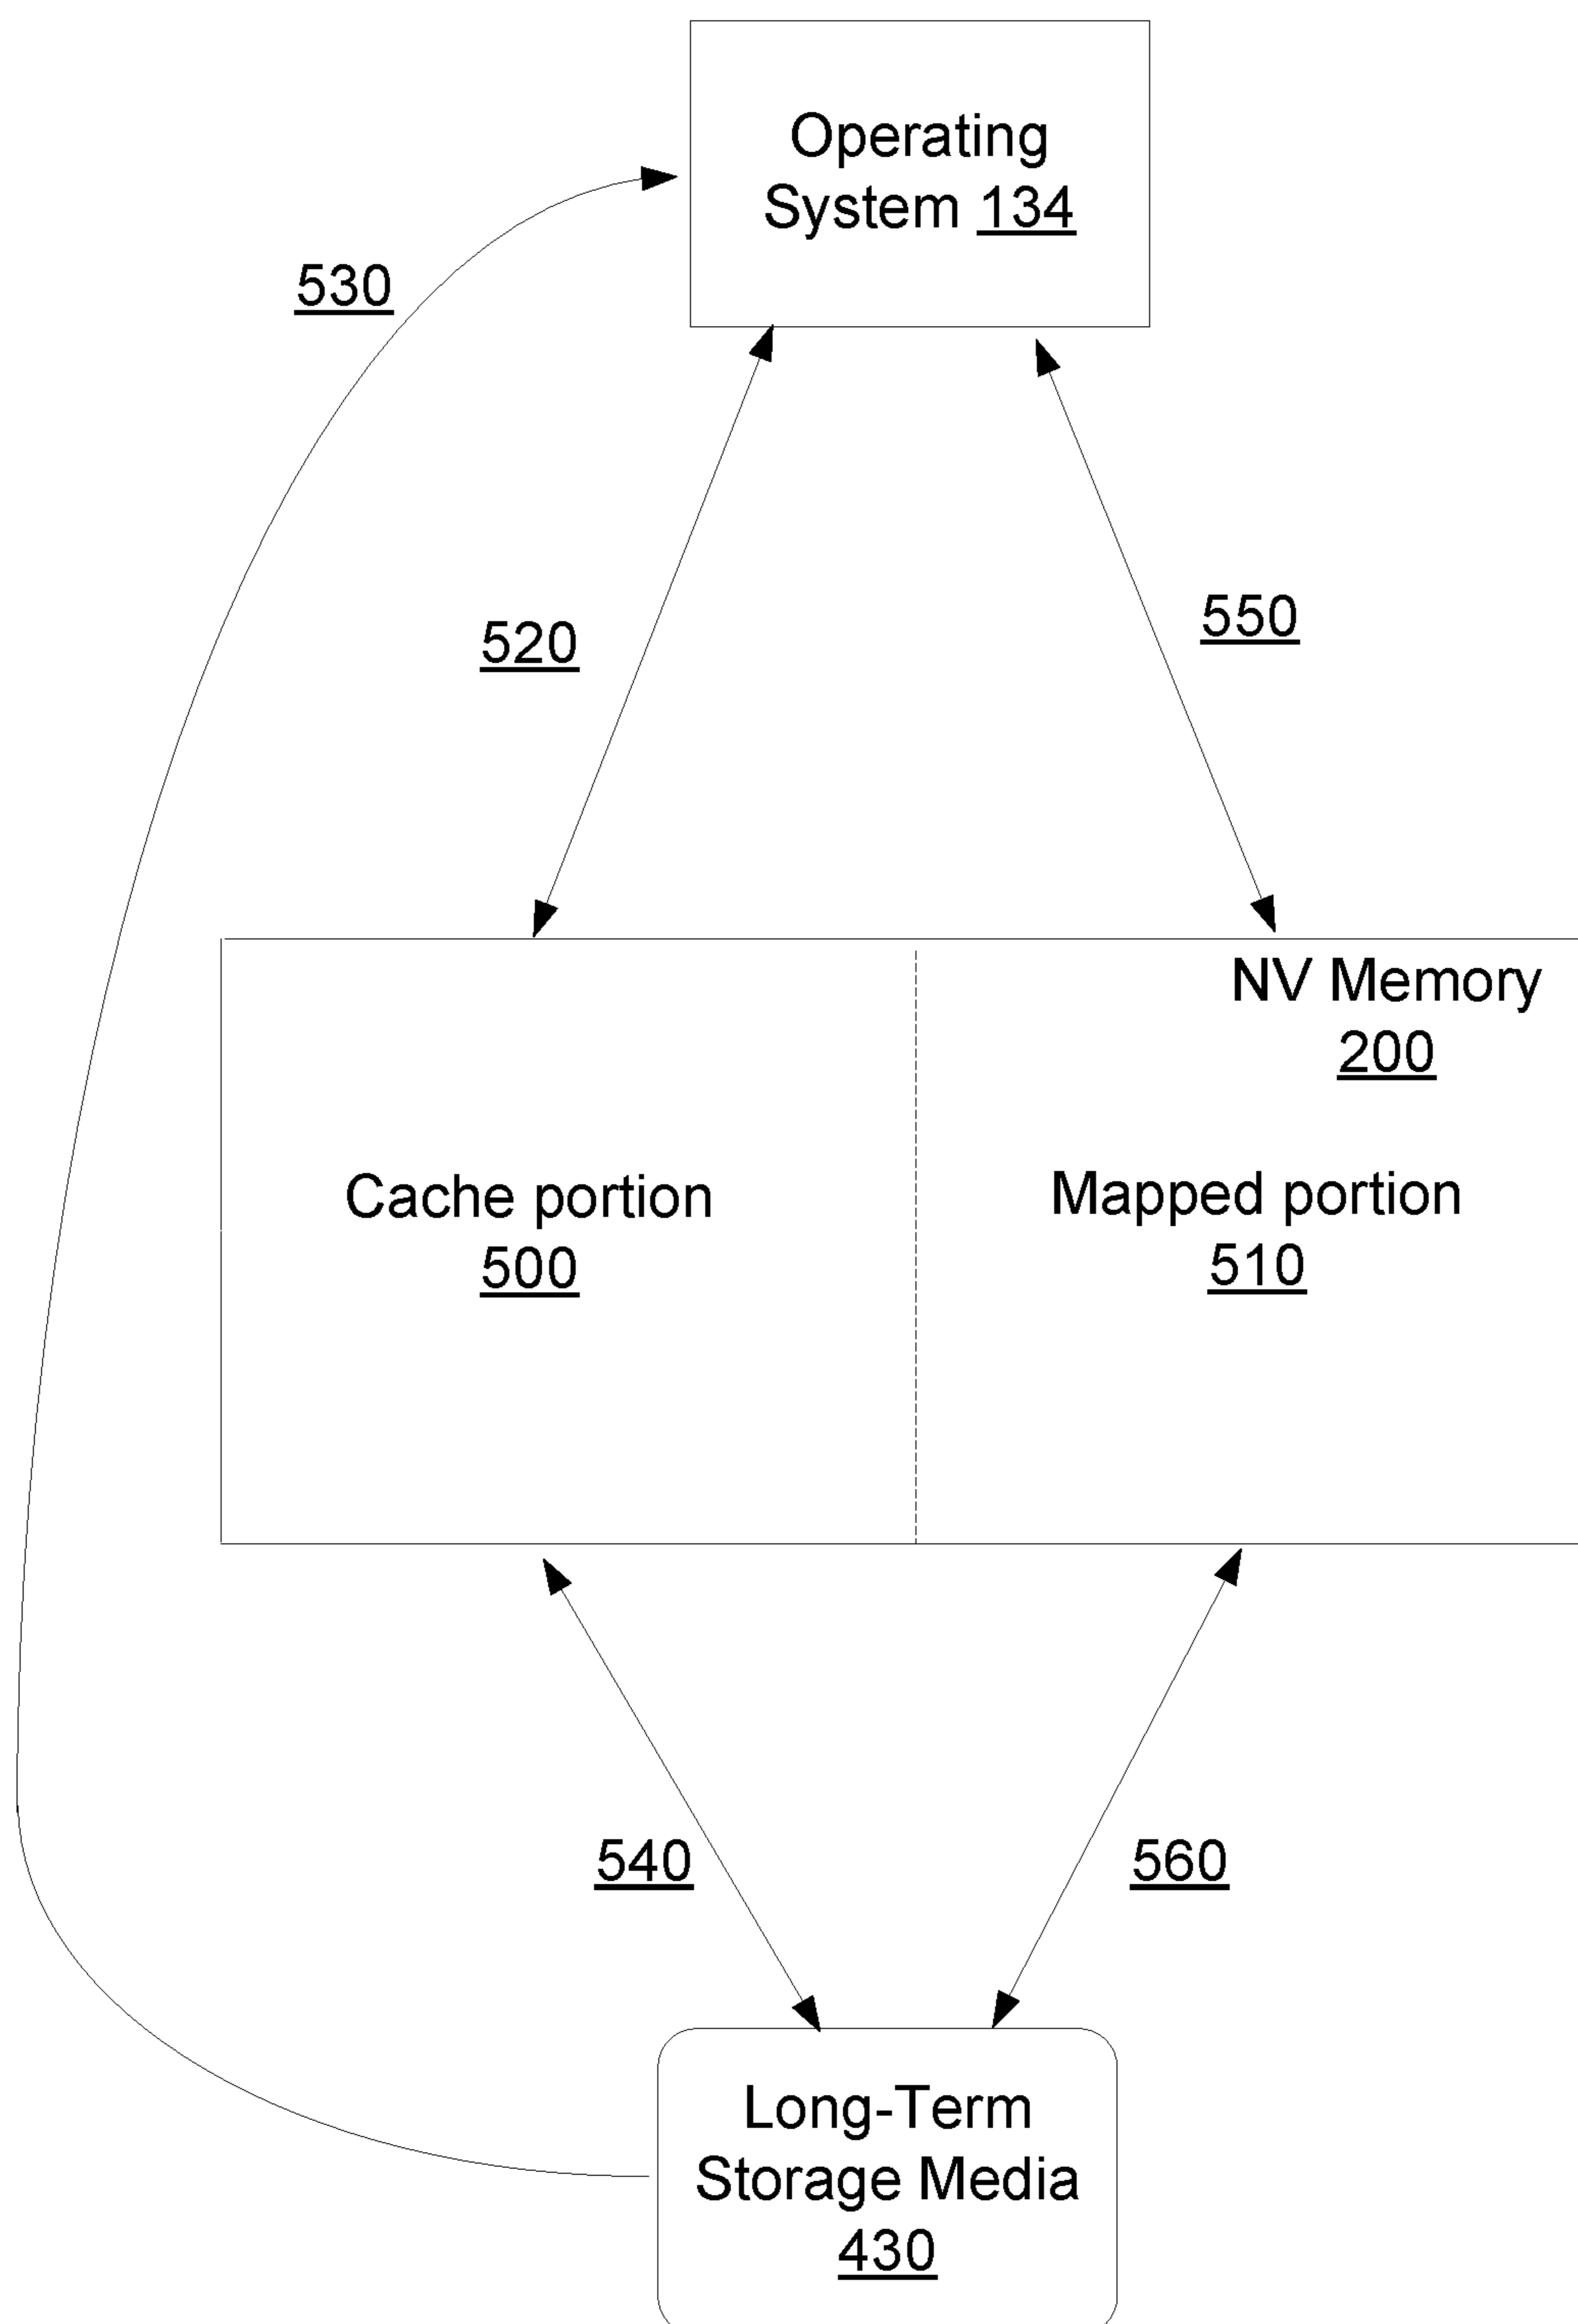 Operating
System 134
530
520
550
NV Memory
200
Cache portion
500
Mapped portion
510
540
560
Long-Term
Storage Media
430